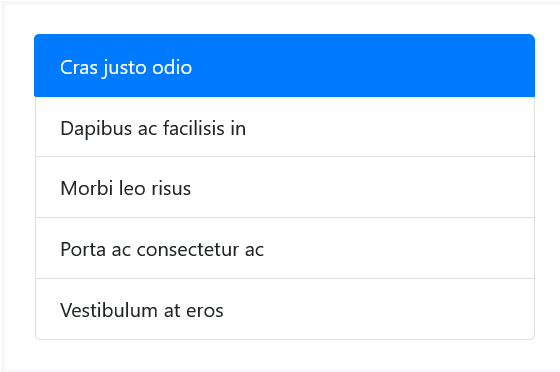 Cras justo odio
Dapibus ac facilisis in
Morbi leo risus
Porta ac consectetur ac
Vestibulum at eros